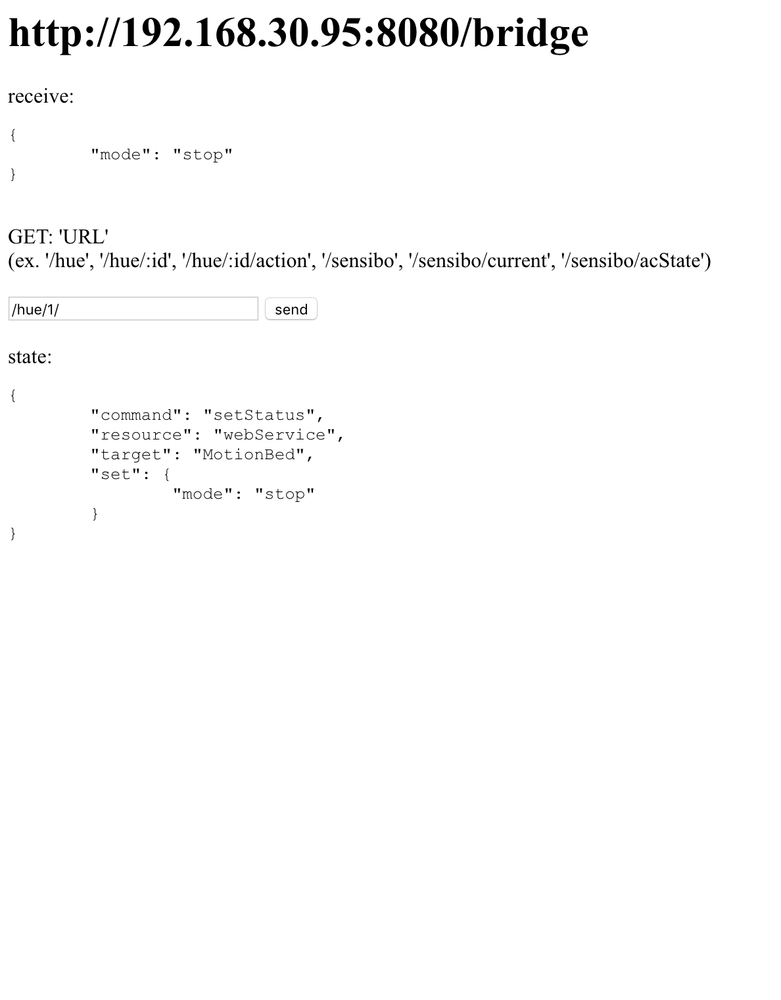 http://192.168.30.95:8080/bridge
receive:
{
"mode": "stop"
}
GET: 'URL'
(ex. '/hue', '/hue/:id', '/hue/:id/action', '/sensibo', '/sensibo/current', '/sensibo/acState')
/hue/1/ send
state:
{
"command": "setStatus",
"resource": "webService",
"target": "MotionBed",
"set": {
"mode": "stop"
}
}